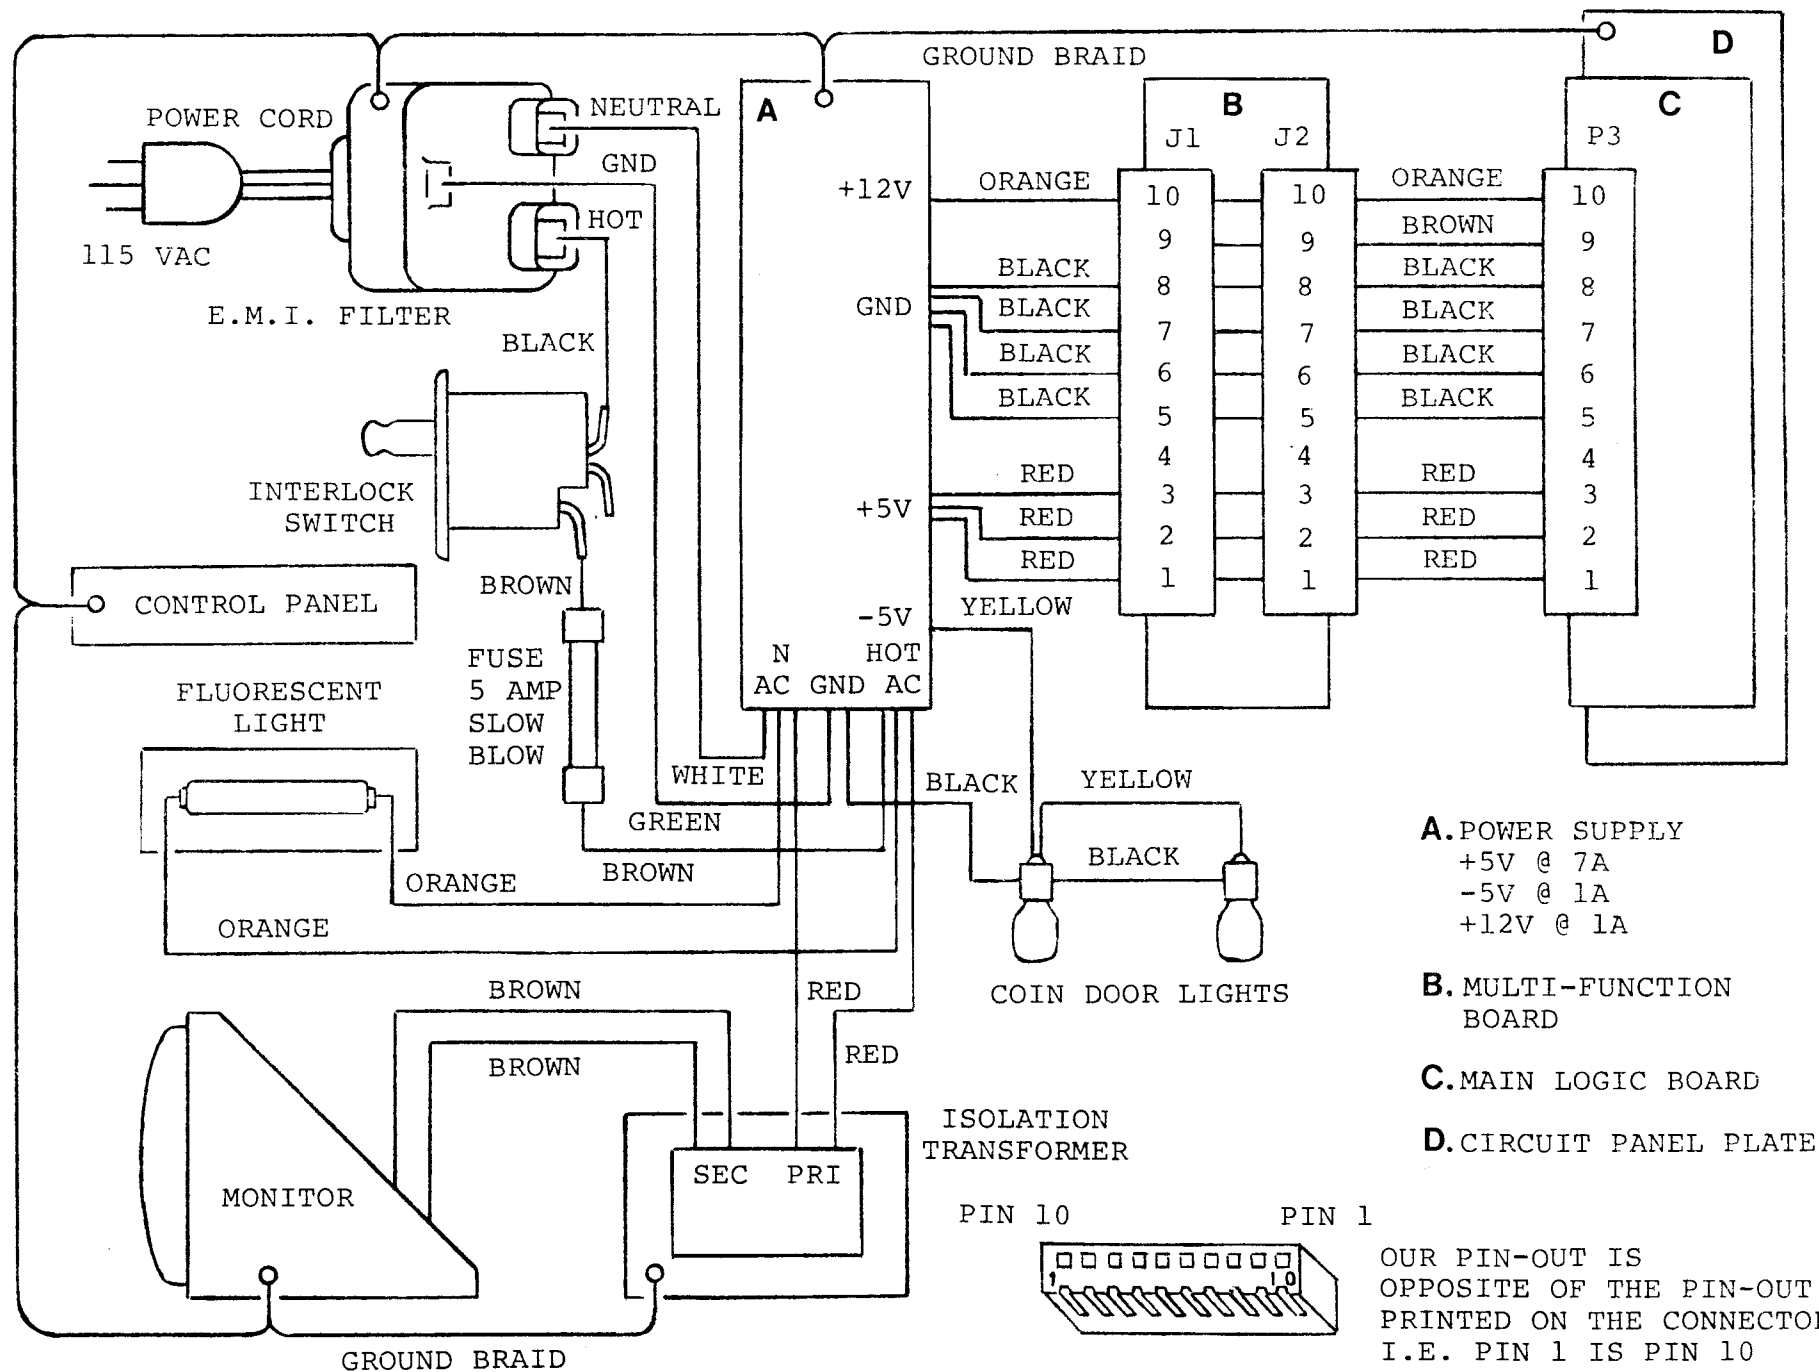 GROUND BRAID
D
A
B
C
NEUTRAL
POWER CORD
J1
J2
P3
GND
+12V
ORANGE
10
10
ORANGE
10
HOT
BROWN
9
9
9
115 VAC
BLACK
8
8
BLACK
8
E.M.I. FILTER
GND
BLACK
7
7
BLACK
7
BLACK
BLACK
6
6
BLACK
6
BLACK
5
5
BLACK
5
4
4
4
INTERLOCK
SWITCH
RED
3
3
RED
3
+5V
RED
2
2
RED
2
RED
1
1
RED
1
BROWN
CONTROL PANEL
YELLOW
-5V
N
HOT
AC GND AC
FUSE
5 AMP
SLOW
BLOW
FLUORESCENT
LIGHT
WHITE
BLACK
YELLOW
GREEN
BLACK
BROWN
ORANGE
ORANGE
A. POWER SUPPLY
+5V @ 7A
-5V @ 1A
+12V @ 1A
BROWN
RED
COIN DOOR LIGHTS
B. MULTI-FUNCTION
BOARD
BROWN
RED
C. MAIN LOGIC BOARD
ISOLATION
TRANSFORMER
D. CIRCUIT PANEL PLATE
SEC PRI
MONITOR
PIN 10
PIN 1
1
10
OUR PIN-OUT IS
OPPOSITE OF THE PIN-OUT
PRINTED ON THE CONNECTOR
I.E. PIN 1 IS PIN 10
GROUND BRAID